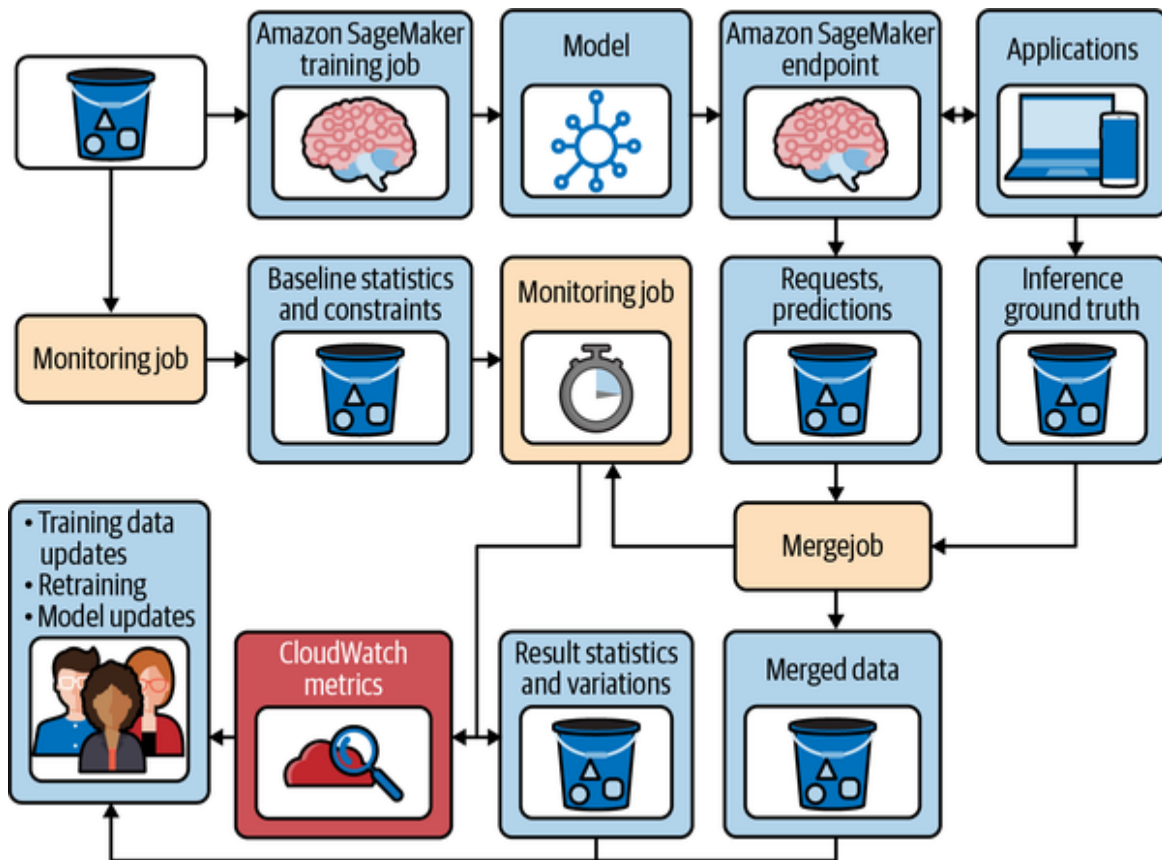 Amazon SageMaker
training job
Model
Amazon SageMaker
endpoint
Applications
Monitoring job
Baseline statistics
and constraints
Monitoring job
Requests,
predictions
Inference
ground truth
Mergejob
• Training data
updates
• Retraining
• Model updates
CloudWatch
metrics
Result statistics
and variations
Merged data